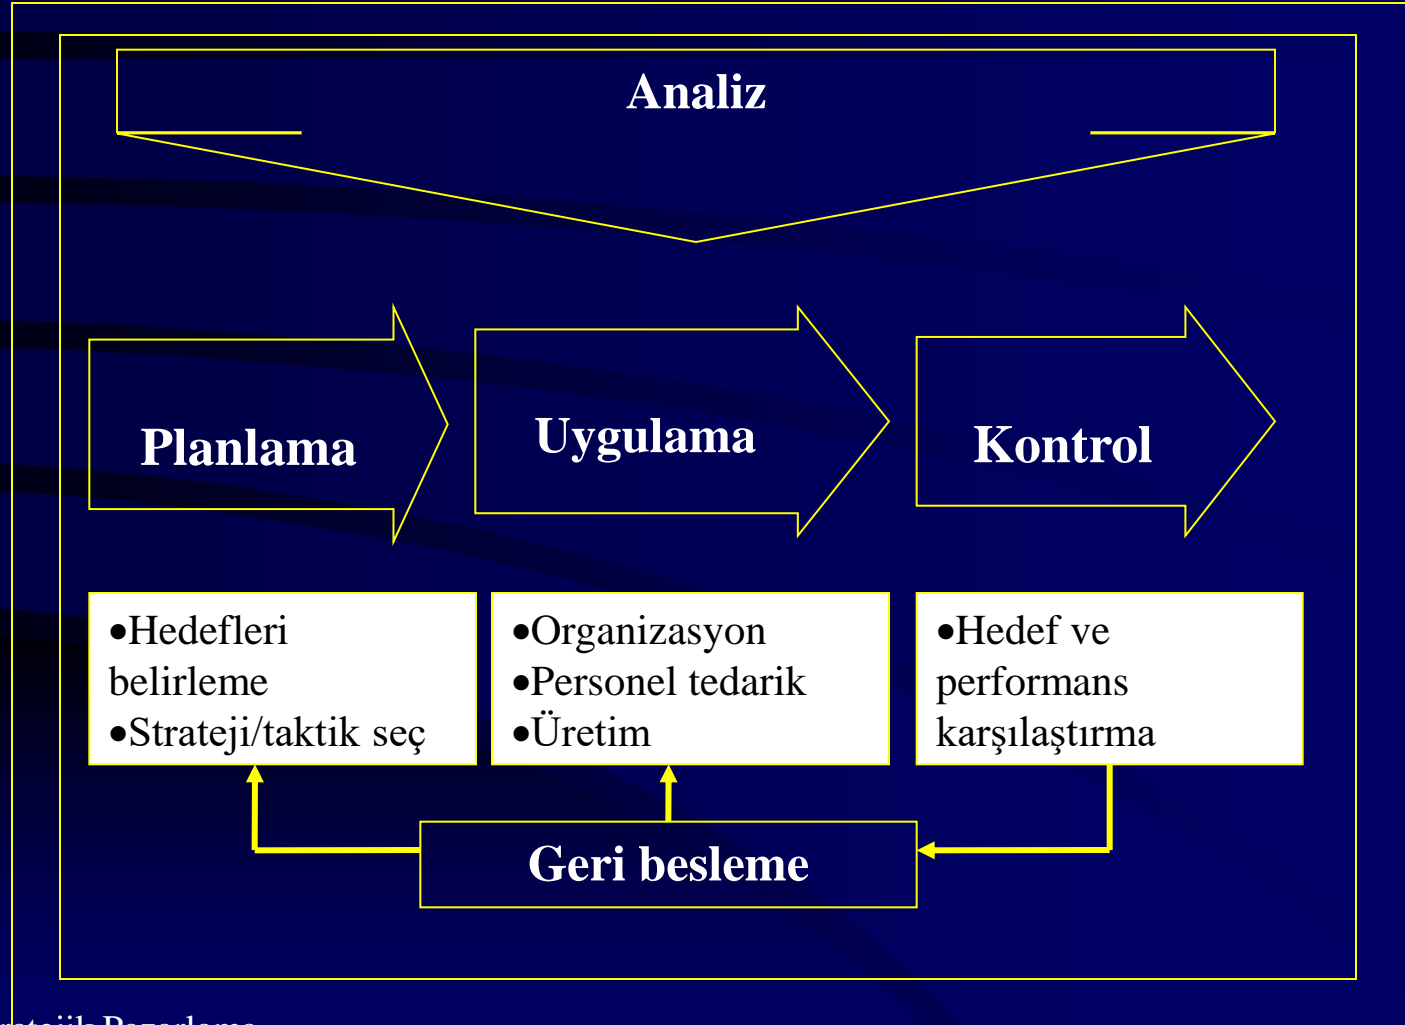 Analiz
Planlama
Uygulama
Kontrol
•Hedefleri
belirleme
•Strateji/taktik seç
•Organizasyon
•Personel tedarik
•Üretim
•Hedef ve
performans
karşılaştırma
Geri besleme
Pazarlama